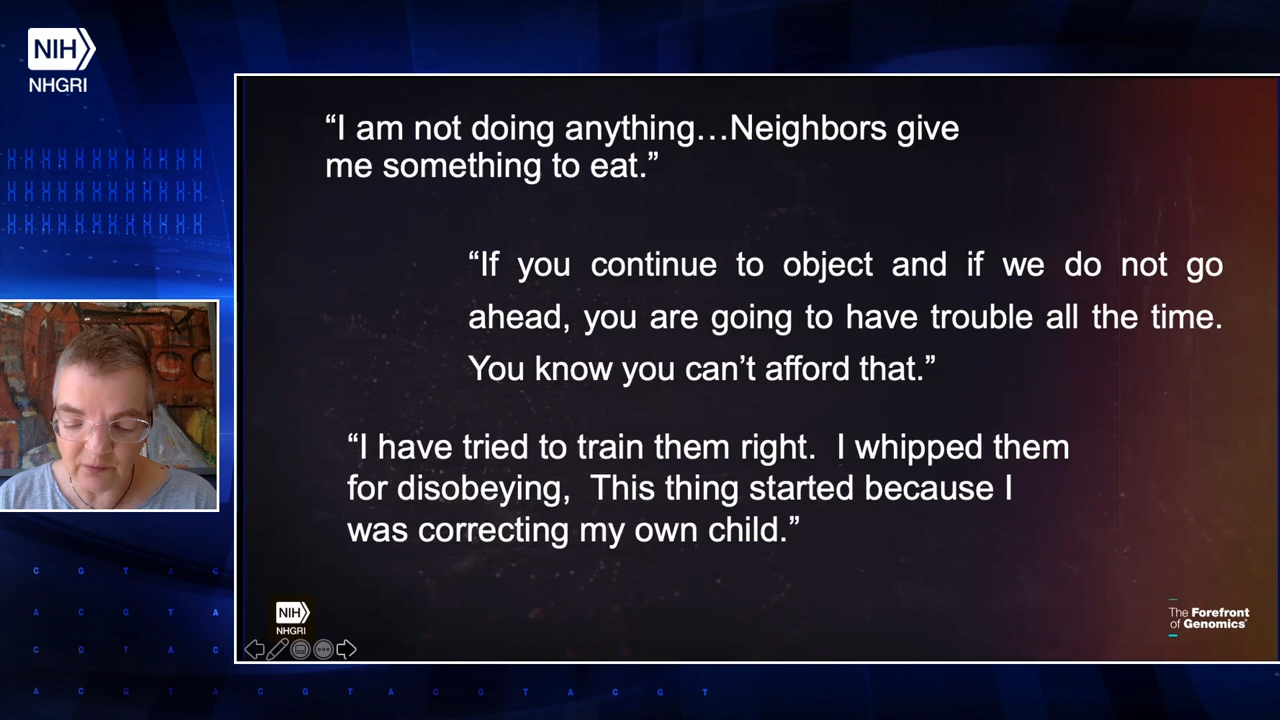 NIH
NHGRI
“I am not doing anything…Neighbors give
me something to eat.”
“If you continue to object and if we do not go
ahead, you are going to have trouble all the time.
You know you can’t afford that.”
“I have tried to train them right.  I whipped them
for disobeying,  This thing started because I
was correcting my own child.”
NIH
NHGRI
The Forefront
of Genomics®
C G T A C
A C G T A
C G T A C
A C G T A C G T A C G T A C G T